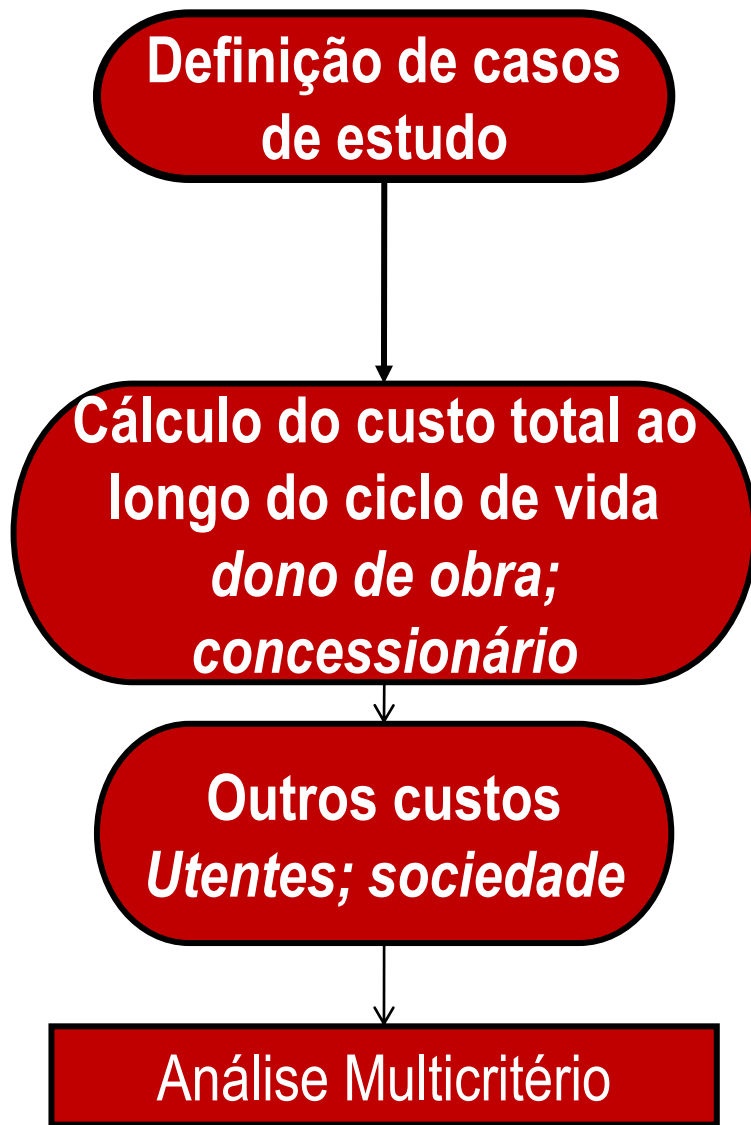 Definição de casos
de estudo
Cálculo do custo total ao
longo do ciclo de vida
dono de obra;
concessionário
Outros custos
Utentes; sociedade
Análise Multicritério